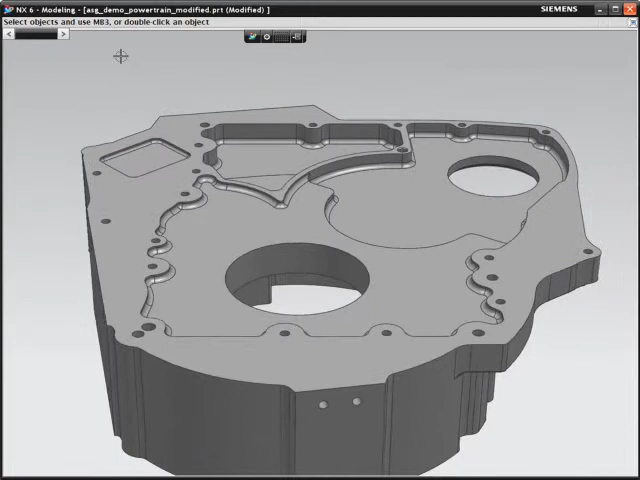 NX 6 - Modeling - [asg_demo_powertrain_modified.prt (Modified) ]
SIEMENS
Select objects and use MB3, or double-click an object